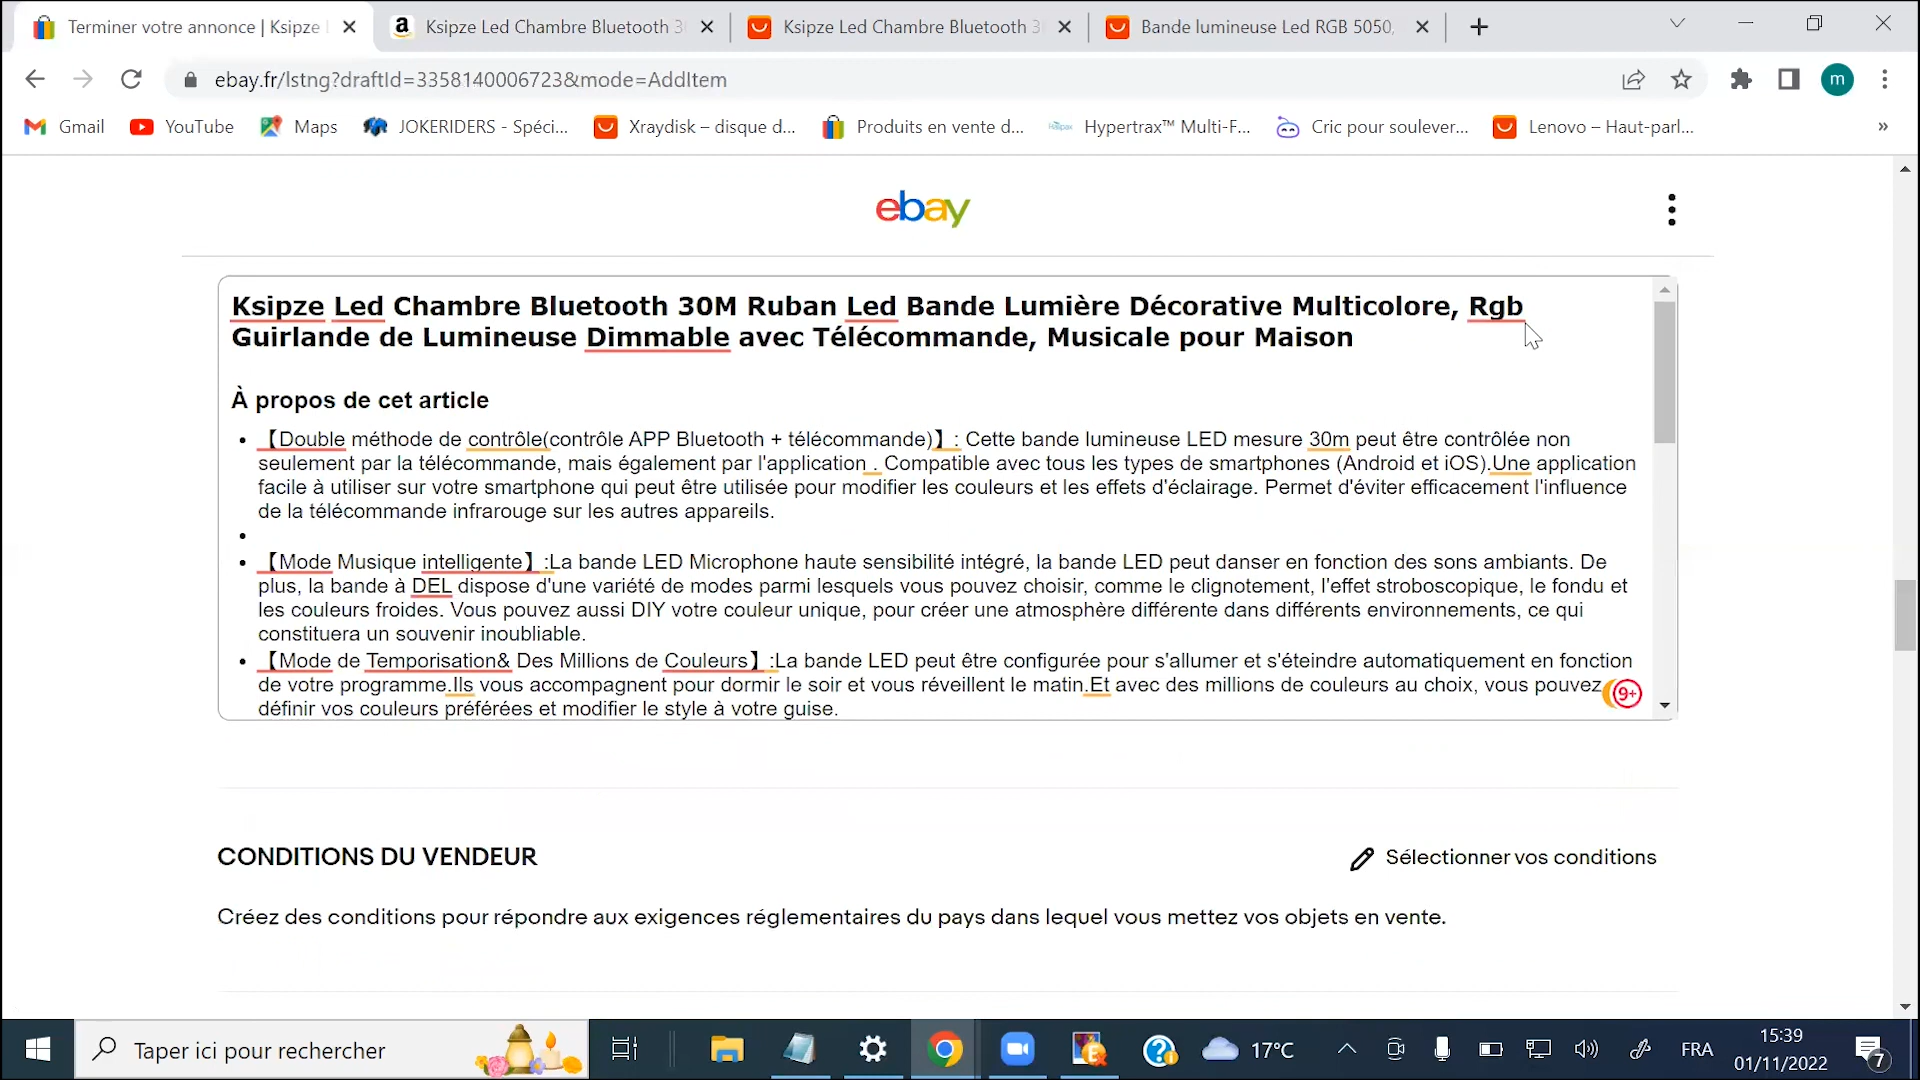 Terminer votre annonce | Ksipze
Ksipze Led Chambre Bluetooth 3
Ksipze Led Chambre Bluetooth 3
Bande lumineuse Led RGB 5050,
ebay.fr/lstng?draftId=3358140006723&mode=AddItem
m
Gmail
YouTube
Maps
JOKERIDERS - Spéci...
Xraydisk – disque d...
Produits en vente d...
Hypertrax™ Multi-F...
Cric pour soulever...
Lenovo – Haut-parl...
»
ebay
Ksipze Led Chambre Bluetooth 30M Ruban Led Bande Lumière Décorative Multicolore, Rgb
Guirlande de Lumineuse Dimmable avec Télécommande, Musicale pour Maison
À propos de cet article
• 【Double méthode de contrôle(contrôle APP Bluetooth + télécommande)】: Cette bande lumineuse LED mesure 30m peut être contrôlée non
seulement par la télécommande, mais également par l'application . Compatible avec tous les types de smartphones (Android et iOS).Une application
facile à utiliser sur votre smartphone qui peut être utilisée pour modifier les couleurs et les effets d'éclairage. Permet d'éviter efficacement l'influence
de la télécommande infrarouge sur les autres appareils.
•
• 【Mode Musique intelligente】:La bande LED Microphone haute sensibilité intégré, la bande LED peut danser en fonction des sons ambiants. De
plus, la bande à DEL dispose d'une variété de modes parmi lesquels vous pouvez choisir, comme le clignotement, l'effet stroboscopique, le fondu et
les couleurs froides. Vous pouvez aussi DIY votre couleur unique, pour créer une atmosphère différente dans différents environnements, ce qui
constituera un souvenir inoubliable.
• 【Mode de Temporisation& Des Millions de Couleurs】:La bande LED peut être configurée pour s'allumer et s'éteindre automatiquement en fonction
de votre programme.Ils vous accompagnent pour dormir le soir et vous réveillent le matin.Et avec des millions de couleurs au choix, vous pouvez
définir vos couleurs préférées et modifier le style à votre guise.
9+
CONDITIONS DU VENDEUR
Sélectionner vos conditions
Créez des conditions pour répondre aux exigences réglementaires du pays dans lequel vous mettez vos objets en vente.
Taper ici pour rechercher
17°C
FRA
15:39
01/11/2022
7